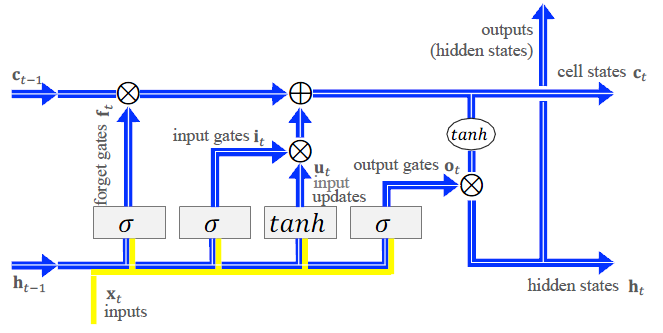 outputs
(hidden states)
c_{t−1}
cell states c_t
forget gates f_t
input gates i_t
tanh
u_t
input
updates
output gates o_t
σ
σ
tanh
σ
h_{t−1}
x_t
inputs
hidden states h_t